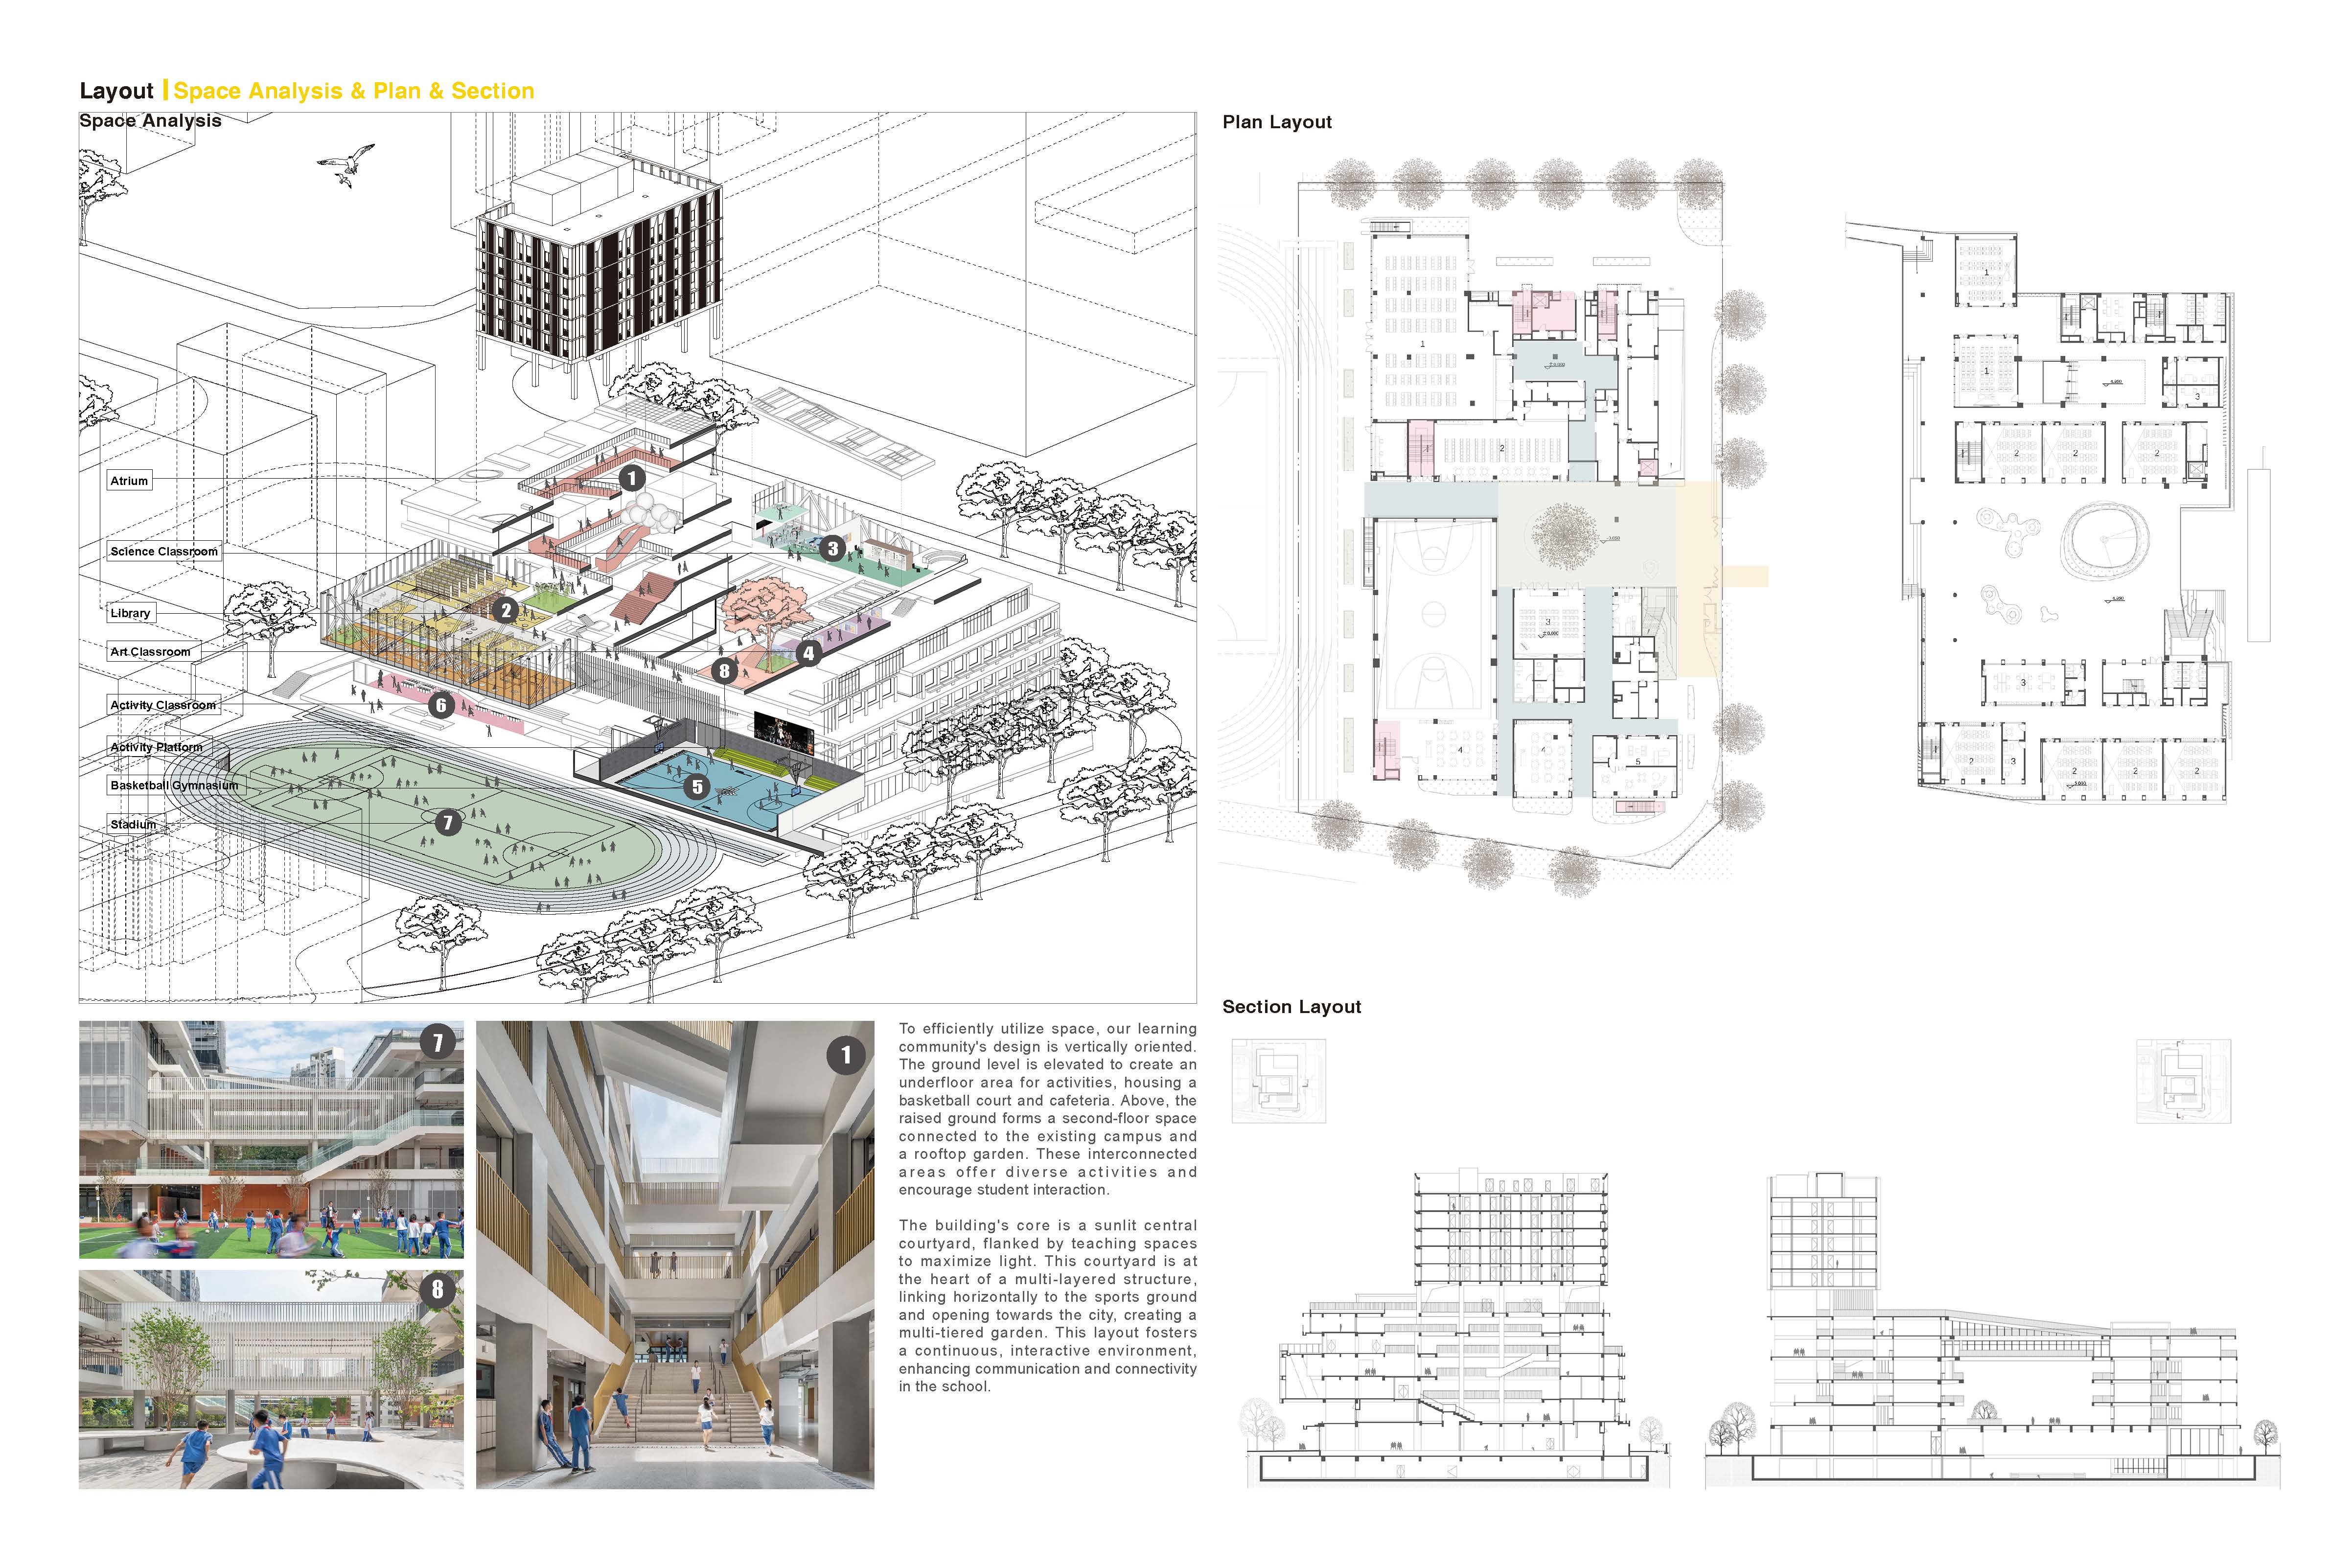 Layout | Space Analysis & Plan & Section
Space Analysis
Atrium
Science Classroom
Library
Art Classroom
Activity Classroom
Activity Platform
Basketball Gymnasium
Stadium
1
2
3
4
8
6
5
7
7
8
1
To efficiently utilize space, our learning
community's design is vertically oriented.
The ground level is elevated to create an
underfloor area for activities, housing a
basketball court and cafeteria. Above, the
raised ground forms a second-floor space
connected to the existing campus and
a rooftop garden. These interconnected
areas offer diverse activities and
encourage student interaction.
The building's core is a sunlit central
courtyard, flanked by teaching spaces
to maximize light. This courtyard is at
the heart of a multi-layered structure,
linking horizontally to the sports ground
and opening towards the city, creating a
multi-tiered garden. This layout fosters
a continuous, interactive environment,
enhancing communication and connectivity
in the school.
Plan Layout
1
2
3
4
4
5
1
1
3
2
2
2
3
2
3
2
2
2
Section Layout